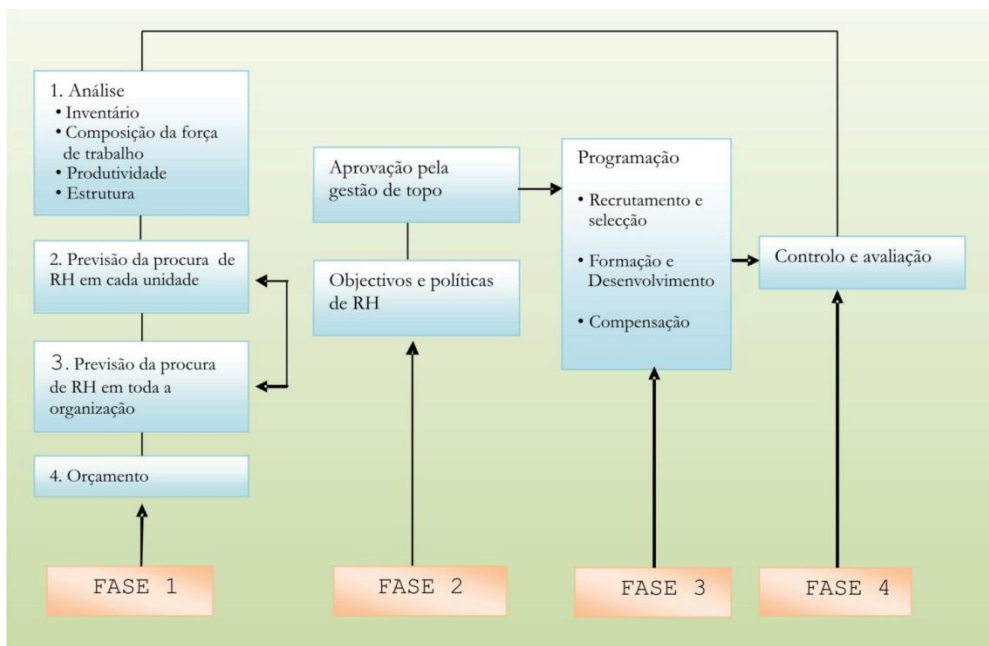 1. Análise
• Inventário
• Composição da força
de trabalho
• Produtividade
• Estrutura
2. Previsão da procura de
RH em cada unidade
3. Previsão da procura
de RH em toda a
organização
4. Orçamento
FASE 1
Aprovação pela
gestão de topo
Objectivos e políticas
de RH
FASE 2
Programação
• Recrutamento e
selecção
• Formação e
Desenvolvimento
• Compensação
FASE 3
Controlo e avaliação
FASE 4